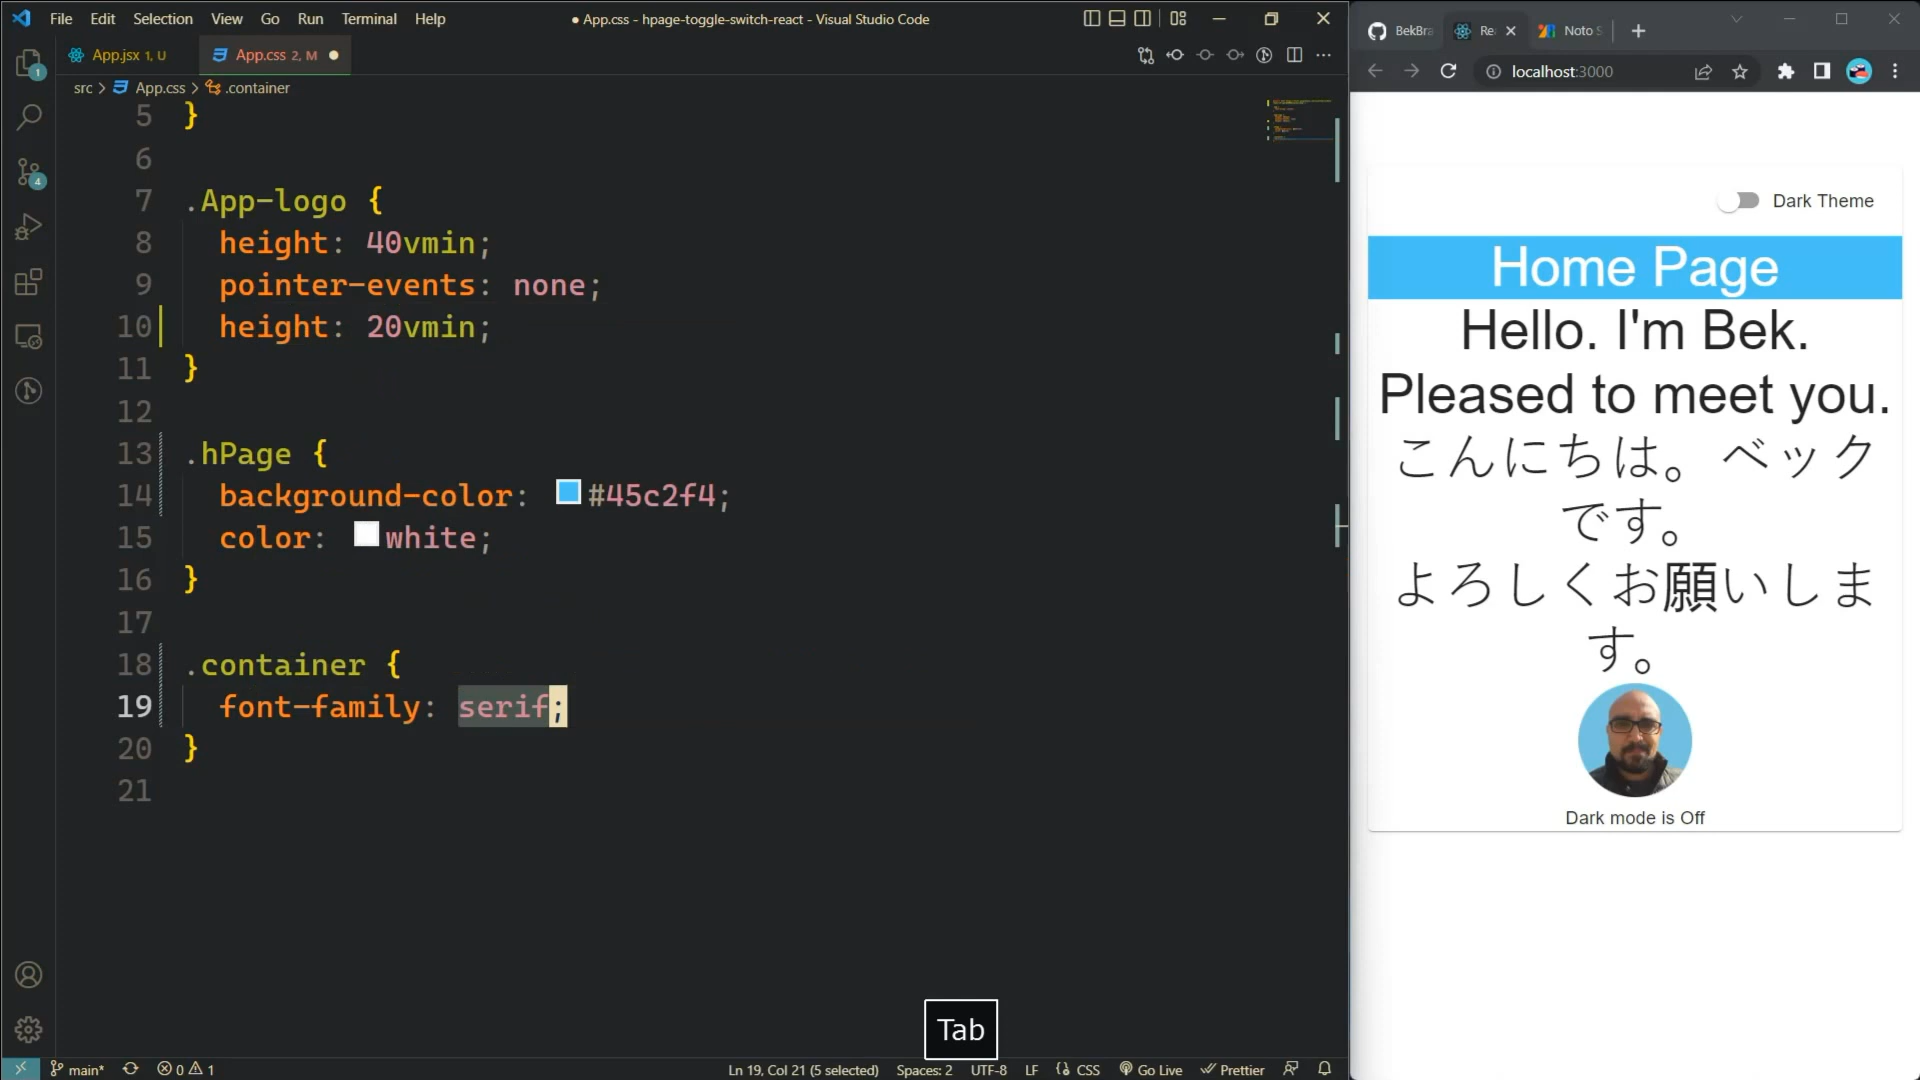 File Edit Selection View Go Run Terminal Help
● App.css - hpage-toggle-switch-react - Visual Studio Code
App.jsx 1, U
App.css 2, M ●
src > App.css > .container
5 }
6
7 .App-logo {
8 height: 40vmin;
9 pointer-events: none;
10 height: 20vmin;
11 }
12
13 .hPage {
14 background-color: #45c2f4;
15 color: white;
16 }
17
18 .container {
19 font-family: serif;
20 }
21
1
4
Tab
main* 0 1
Ln 19, Col 21 (5 selected) Spaces: 2 UTF-8 LF CSS Go Live Prettier
BekBra Re Noto S
localhost:3000
Dark Theme
Home Page
Hello. I'm Bek.
Pleased to meet you.
こんにちは。ベック
です。
よろしくお願いしま
す。
Dark mode is Off